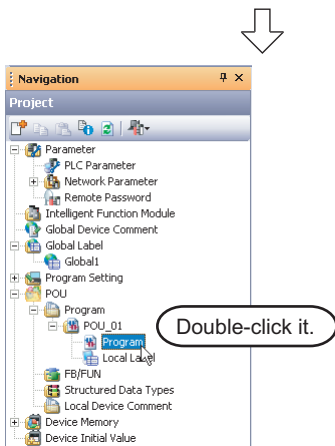 Navigation
Project
Parameter
PLC Parameter
Network Parameter
Remote Password
Intelligent Function Module
Global Device Comment
Global Label
Global1
Program Setting
POU
Program
POU_01
Program
Double-click it.
Local Label
FB/FUN
Structured Data Types
Local Device Comment
Device Memory
Device Initial Value